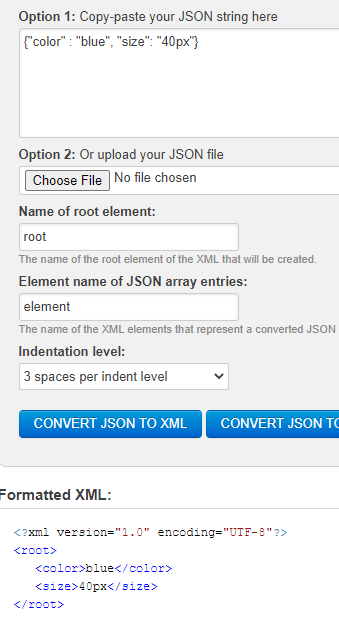 Option 1: Copy-paste your JSON string here
{"color" : "blue", "size": "40px"}
Option 2: Or upload your JSON file
Choose File No file chosen
Name of root element:
root
The name of the root element of the XML that will be created.
Element name of JSON array entries:
element
The name of the XML elements that represent a converted JSON
Indentation level:
3 spaces per indent level
CONVERT JSON TO XML CONVERT JSON TO
Formatted XML:
<?xml version="1.0" encoding="UTF-8"?>
<root>
   <color>blue</color>
   <size>40px</size>
</root>